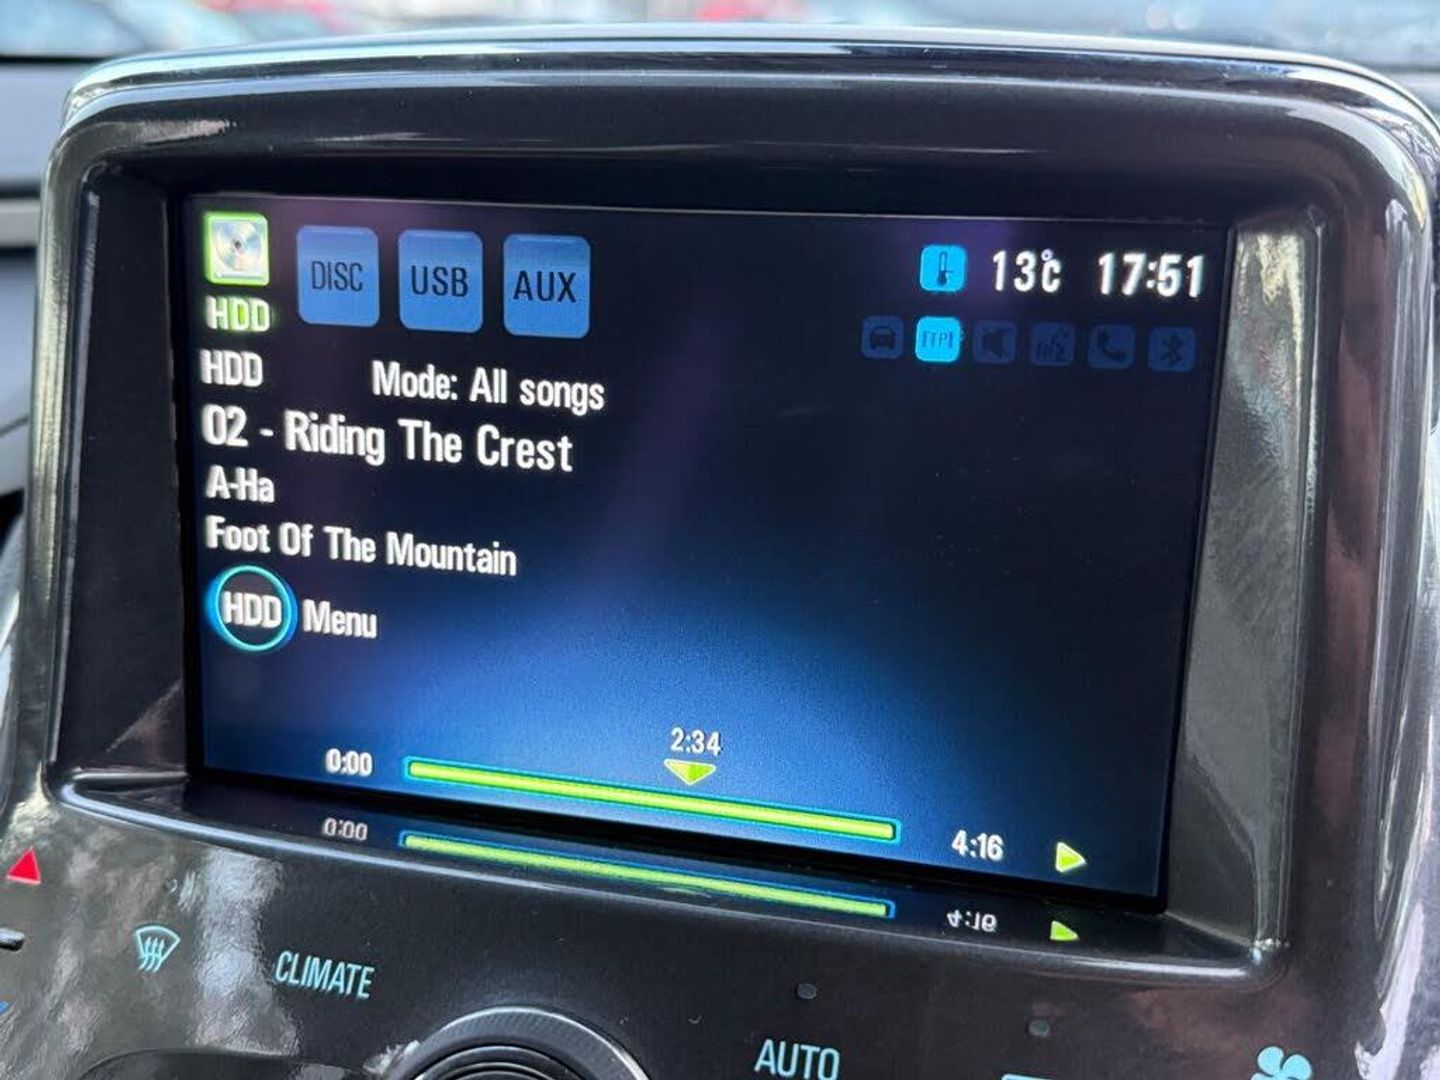 DISC USB AUX 13°C 17:51
HDD
[TP]
HDD Mode: All songs
02 - Riding The Crest
A-Ha
Foot Of The Mountain
HDD Menu
2:34
0:00 4:16
0:00 4:16
CLIMATE
AUTO